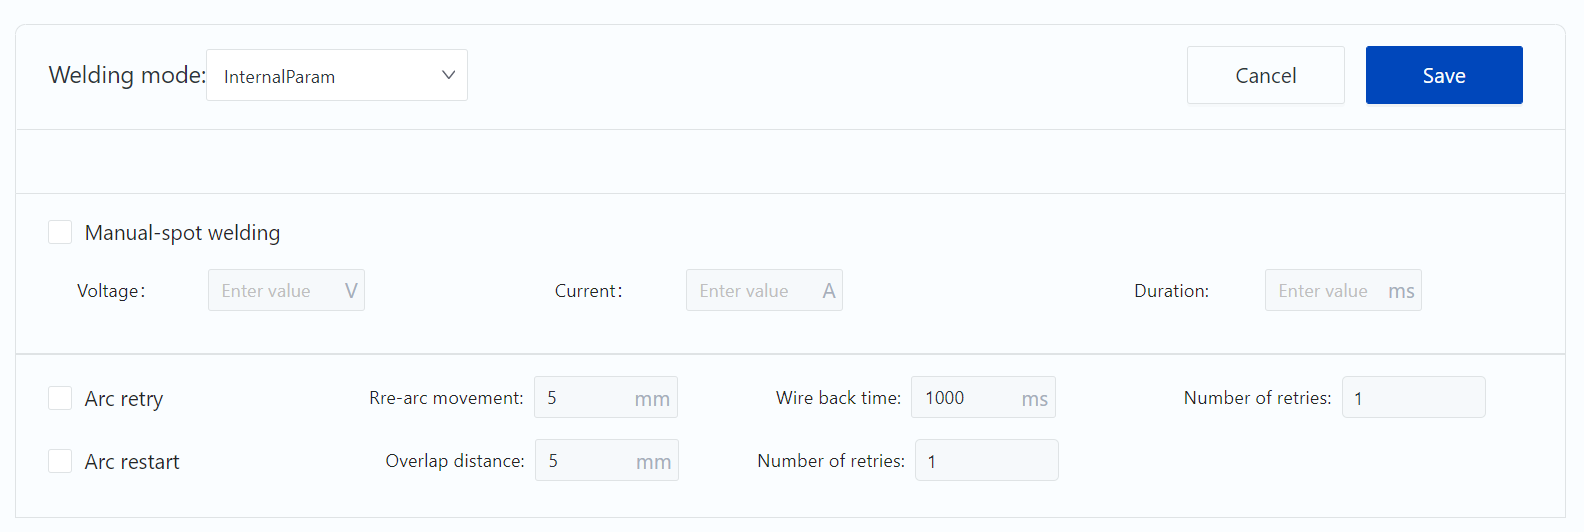 Welding mode: InternalParam Cancel Save
Manual-spot welding
Voltage: Enter value V Current: Enter value A Duration: Enter value ms
Arc retry Rre-arc movement: 5 mm Wire back time: 1000 ms Number of retries: 1
Arc restart Overlap distance: 5 mm Number of retries: 1